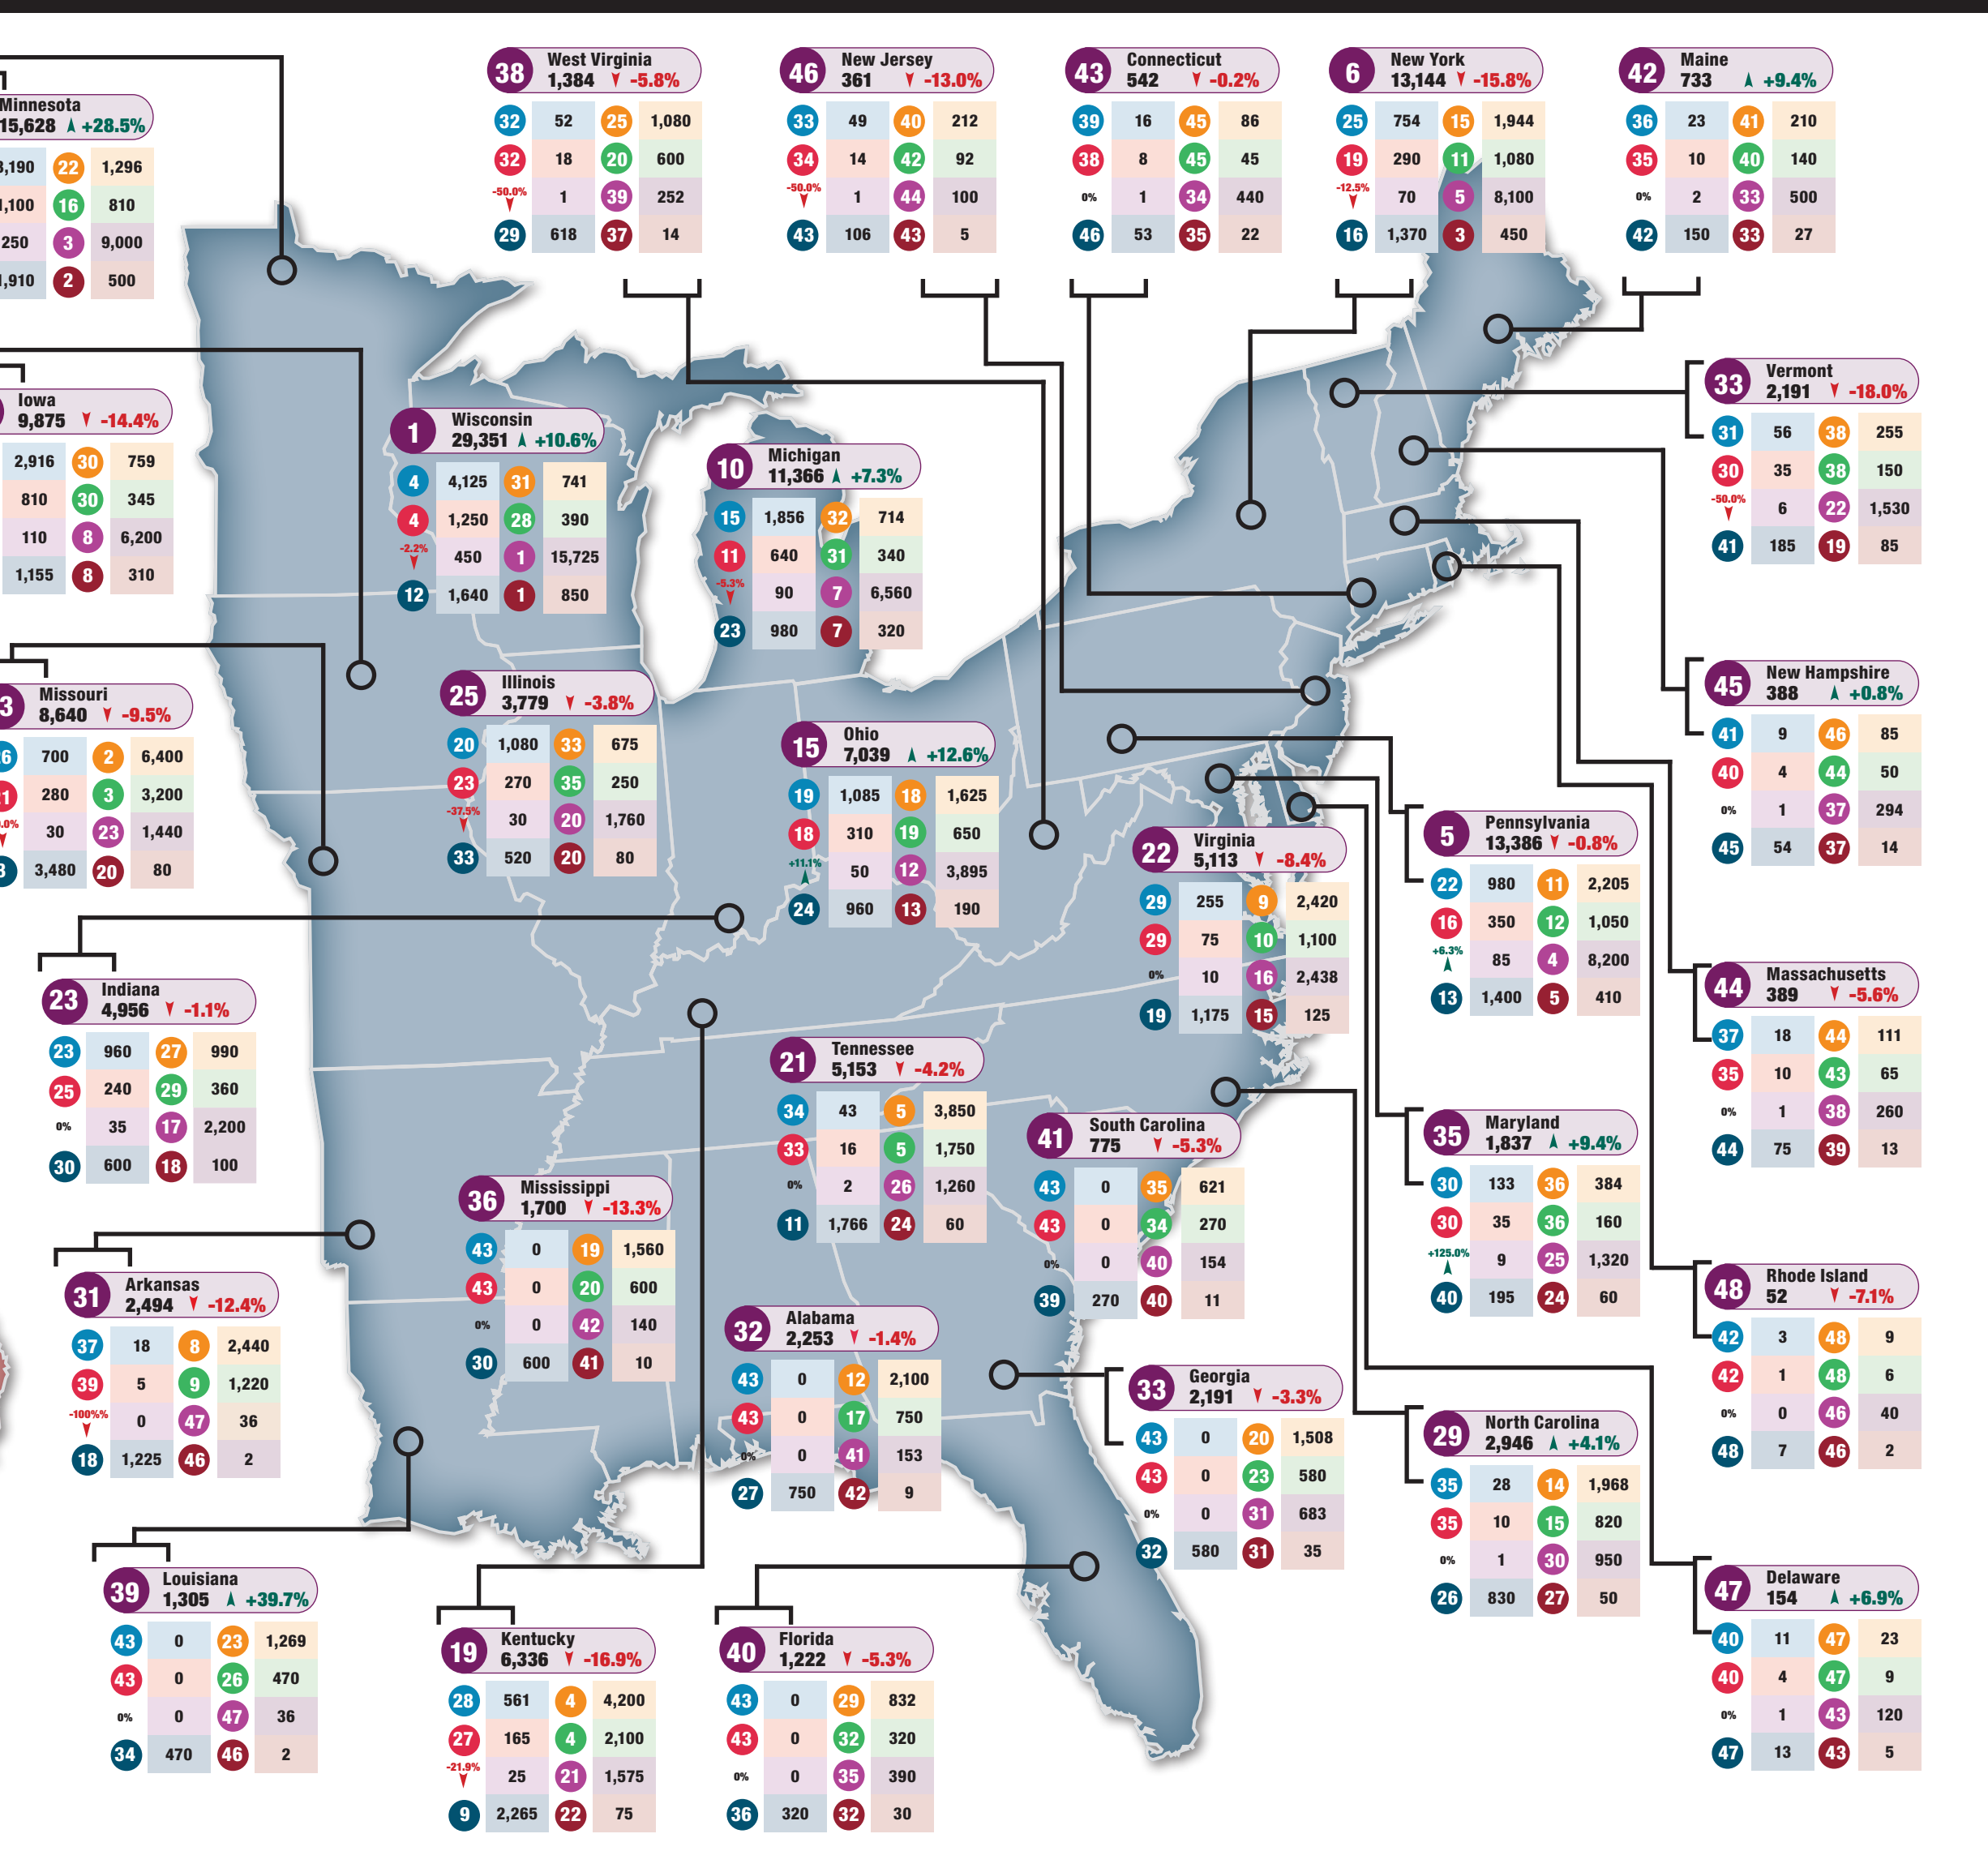 38 West Virginia
1,384 -5.8%
32 52 25 1,080
32 18 20 600
-50.0% 1 39 252
29 618 37 14
46 New Jersey
361 -13.0%
33 49 40 212
34 14 42 92
-50.0% 1 44 100
43 106 43 5
43 Connecticut
542 -0.2%
39 16 45 86
38 8 45 45
0% 1 34 440
46 53 35 22
6 New York
13,144 -15.8%
25 754 15 1,944
19 290 11 1,080
-12.5% 70 5 8,100
16 1,370 3 450
42 Maine
733 +9.4%
36 23 41 210
35 10 40 140
0% 2 33 500
42 150 33 27
Minnesota
15,628 +28.5%
,190 22 1,296
,100 16 810
250 3 9,000
,910 2 500
Iowa
9,875 -14.4%
2,916 30 759
810 30 345
110 8 6,200
1,155 8 310
1 Wisconsin
29,351 +10.6%
4 4,125 31 741
4 1,250 28 390
-2.2% 450 1 15,725
12 1,640 1 850
10 Michigan
11,366 +7.3%
15 1,856 32 714
11 640 31 340
-5.3% 90 7 6,560
23 980 7 320
33 Vermont
2,191 -18.0%
31 56 38 255
30 35 38 150
-50.0% 6 22 1,530
41 185 19 85
3 Missouri
8,640 -9.5%
6 700 2 6,400
1 280 3 3,200
.0% 30 23 1,440
3,480 20 80
25 Illinois
3,779 -3.8%
20 1,080 33 675
23 270 35 250
-37.5% 30 20 1,760
33 520 20 80
15 Ohio
7,039 +12.6%
19 1,085 18 1,625
18 310 19 650
+11.1% 50 12 3,895
24 960 13 190
45 New Hampshire
388 +0.8%
41 9 46 85
40 4 44 50
0% 1 37 294
45 54 37 14
22 Virginia
5,113 -8.4%
29 255 9 2,420
29 75 10 1,100
0% 10 16 2,438
19 1,175 15 125
5 Pennsylvania
13,386 -0.8%
22 980 11 2,205
16 350 12 1,050
+6.3% 85 4 8,200
13 1,400 5 410
23 Indiana
4,956 -1.1%
23 960 27 990
25 240 29 360
0% 35 17 2,200
30 600 18 100
44 Massachusetts
389 -5.6%
37 18 44 111
35 10 43 65
0% 1 38 260
44 75 39 13
21 Tennessee
5,153 -4.2%
34 43 5 3,850
33 16 5 1,750
0% 2 26 1,260
11 1,766 24 60
41 South Carolina
775 -5.3%
43 0 35 621
43 0 34 270
0% 0 40 154
39 270 40 11
35 Maryland
1,837 +9.4%
30 133 36 384
30 35 36 160
+125.0% 9 25 1,320
40 195 24 60
36 Mississippi
1,700 -13.3%
43 0 19 1,560
43 0 20 600
0% 0 42 140
30 600 41 10
31 Arkansas
2,494 -12.4%
37 18 8 2,440
39 5 9 1,220
-100%% 0 47 36
18 1,225 46 2
32 Alabama
2,253 -1.4%
43 0 12 2,100
43 0 17 750
0% 0 41 153
27 750 42 9
48 Rhode Island
52 -7.1%
42 3 48 9
42 1 48 6
0% 0 46 40
48 7 46 2
33 Georgia
2,191 -3.3%
43 0 20 1,508
43 0 23 580
0% 0 31 683
32 580 31 35
29 North Carolina
2,946 +4.1%
35 28 14 1,968
35 10 15 820
0% 1 30 950
26 830 27 50
39 Louisiana
1,305 +39.7%
43 0 23 1,269
43 0 26 470
0% 0 47 36
34 470 46 2
19 Kentucky
6,336 -16.9%
28 561 4 4,200
27 165 4 2,100
-21.9% 25 21 1,575
9 2,265 22 75
40 Florida
1,222 -5.3%
43 0 29 832
43 0 32 320
0% 0 35 390
36 320 32 30
47 Delaware
154 +6.9%
40 11 47 23
40 4 47 9
0% 1 43 120
47 13 43 5